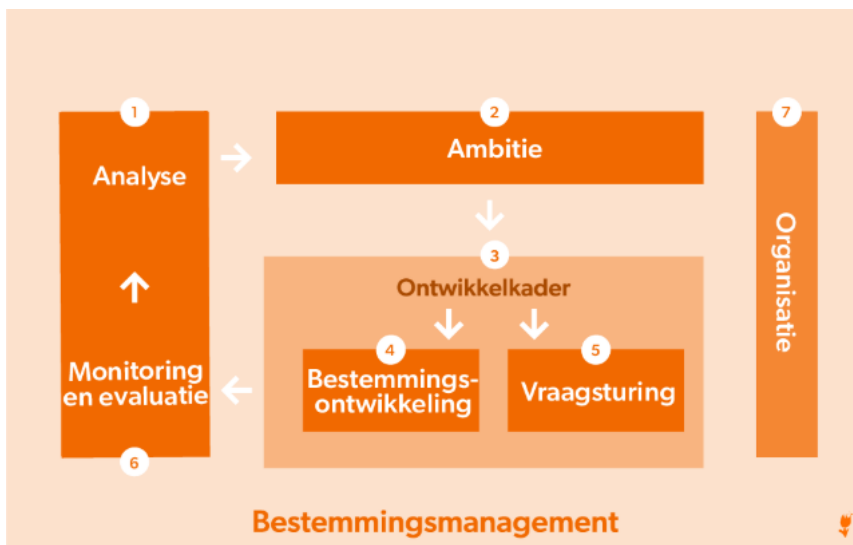 1
Analyse
2
Ambitie
3
Ontwikkelkader
4
Bestemmings-
ontwikkeling
5
Vraagsturing
Monitoring
en evaluatie
6
7
Organisatie
Bestemmingsmanagement